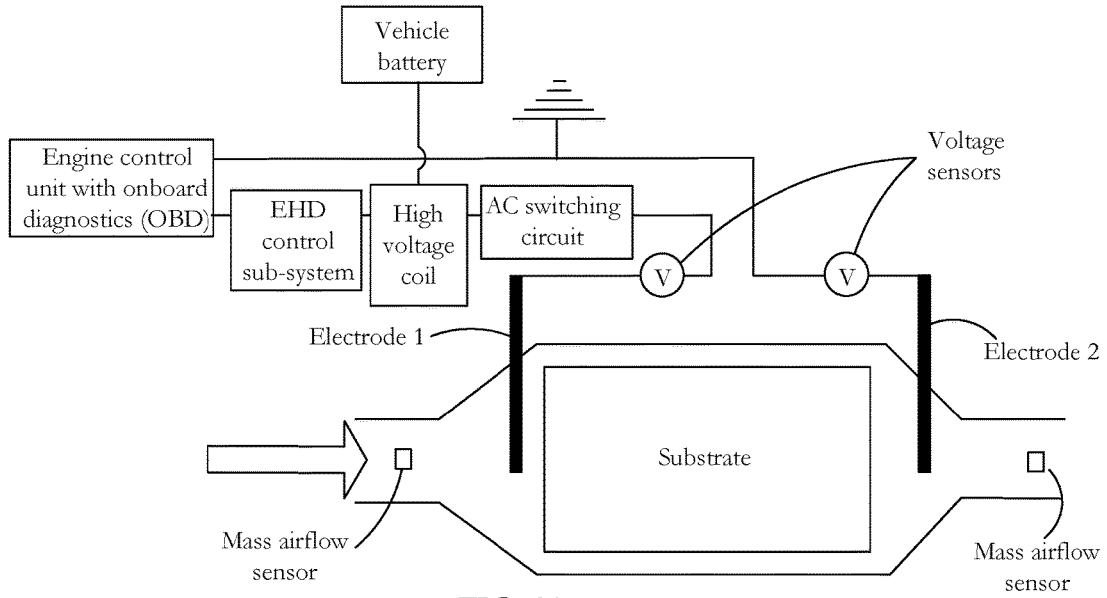 Vehicle
battery
Engine control
unit with onboard
diagnostics (OBD)
EHD
control
sub-system
High
voltage
coil
AC switching
circuit
Voltage
sensors
V
V
Electrode 1
Electrode 2
Substrate
Mass airflow
sensor
Mass airflow
sensor